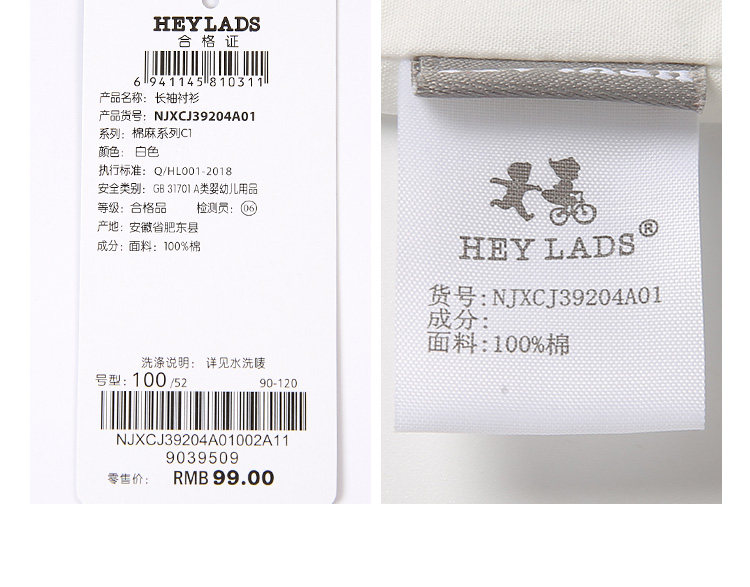 HEYLADS
合格证
6 941145 810311
产品名称: 长袖衬衫
产品货号: NJXCJ39204A01
系列: 棉麻系列C1
颜色: 白色
执行标准: Q/HL001-2018
安全类别: GB 31701 A类婴幼儿用品
等级: 合格品 检测员: 06
产地: 安徽省肥东县
成分: 面料: 100%棉
洗涤说明: 详见水洗唛
号型: 100/52 90-120
NJXCJ39204A01002A11
9039509
零售价: RMB 99.00
HEY LADS®
货号:NJXCJ39204A01
成分:
面料:100%棉